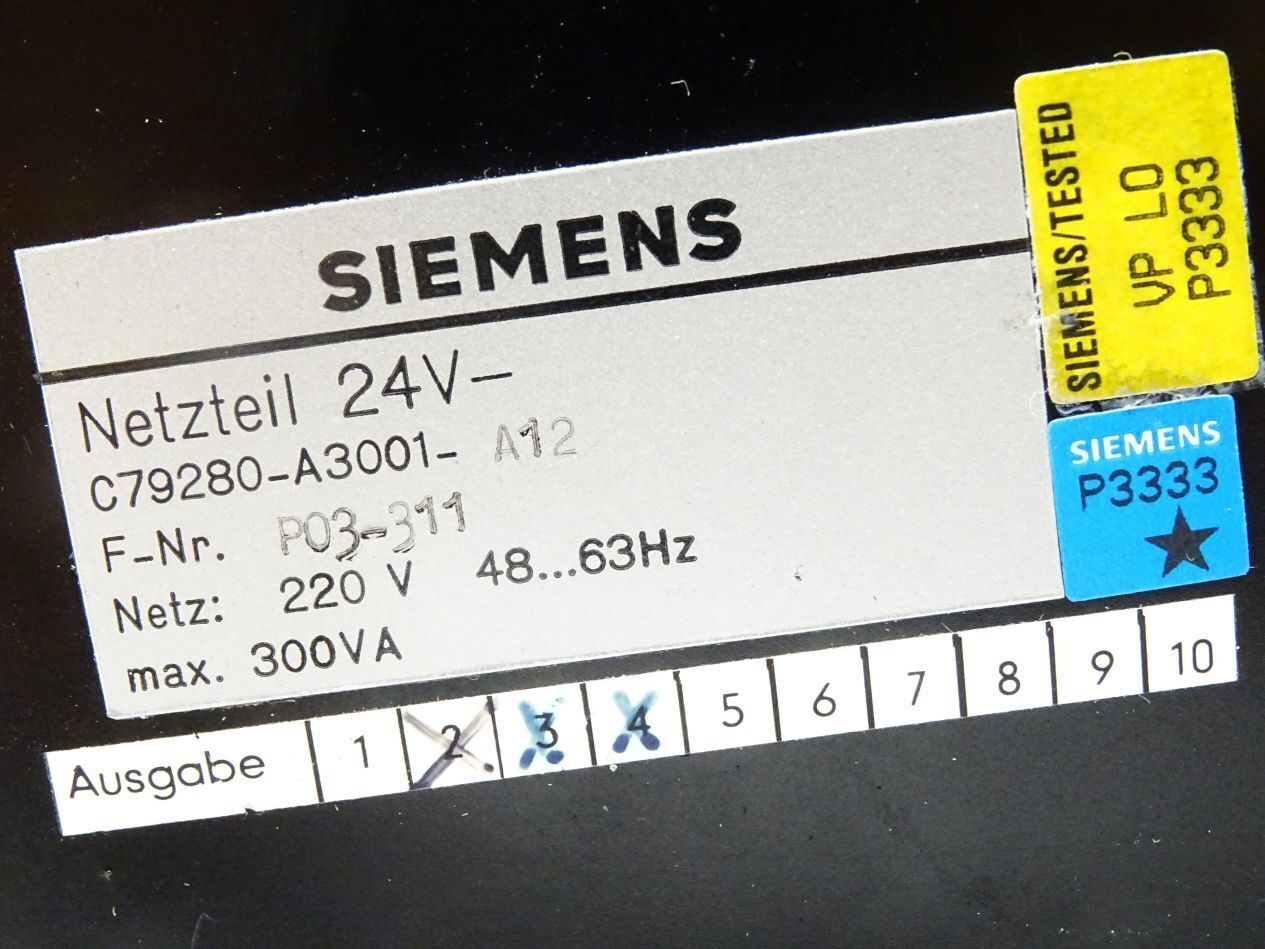 SIEMENS
Netzteil 24V–
C79280-A3001- A12
F-Nr. P03-311
Netz: 220 V 48...63Hz
max. 300VA
SIEMENS/TESTED
VP LO
P3333
SIEMENS
P3333
Ausgabe 1 2 3 4 5 6 7 8 9 10